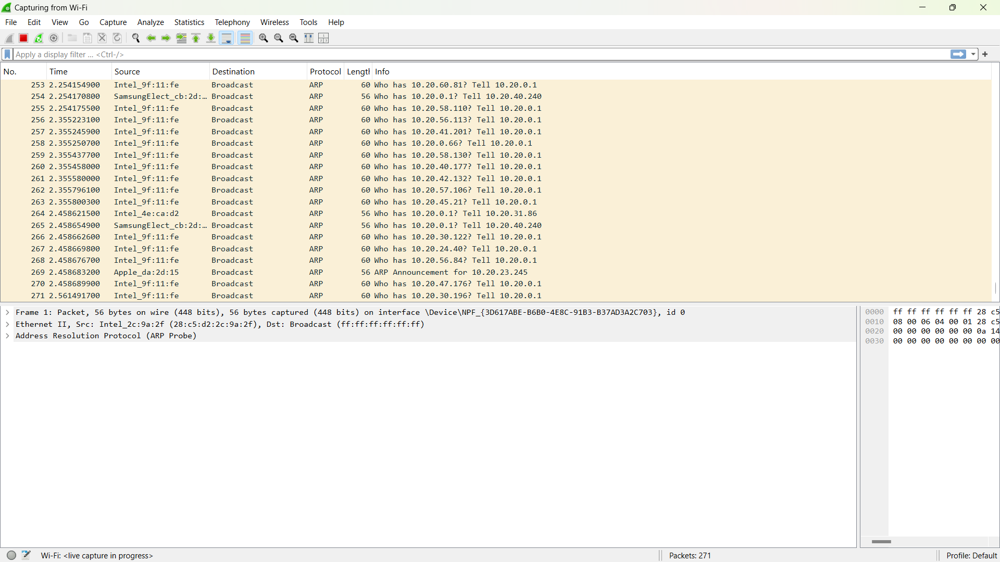 Capturing from Wi-Fi
File Edit View Go Capture Analyze Statistics Telephony Wireless Tools Help
Apply a display filter ... <Ctrl-/>
No. Time Source Destination Protocol Length Info
253 2.254154900 Intel_9f:11:fe Broadcast ARP 60 Who has 10.20.60.81? Tell 10.20.0.1
254 2.254170800 SamsungElect_cb:2d:… Broadcast ARP 56 Who has 10.20.0.1? Tell 10.20.40.240
255 2.254175500 Intel_9f:11:fe Broadcast ARP 60 Who has 10.20.58.110? Tell 10.20.0.1
256 2.355223100 Intel_9f:11:fe Broadcast ARP 60 Who has 10.20.56.113? Tell 10.20.0.1
257 2.355245900 Intel_9f:11:fe Broadcast ARP 60 Who has 10.20.41.201? Tell 10.20.0.1
258 2.355250700 Intel_9f:11:fe Broadcast ARP 60 Who has 10.20.0.66? Tell 10.20.0.1
259 2.355437700 Intel_9f:11:fe Broadcast ARP 60 Who has 10.20.58.130? Tell 10.20.0.1
260 2.355458000 Intel_9f:11:fe Broadcast ARP 60 Who has 10.20.40.177? Tell 10.20.0.1
261 2.355580000 Intel_9f:11:fe Broadcast ARP 60 Who has 10.20.42.132? Tell 10.20.0.1
262 2.355796100 Intel_9f:11:fe Broadcast ARP 60 Who has 10.20.57.106? Tell 10.20.0.1
263 2.355800300 Intel_9f:11:fe Broadcast ARP 60 Who has 10.20.45.21? Tell 10.20.0.1
264 2.458621500 Intel_4e:ca:d2 Broadcast ARP 56 Who has 10.20.0.1? Tell 10.20.31.86
265 2.458654900 SamsungElect_cb:2d:… Broadcast ARP 56 Who has 10.20.0.1? Tell 10.20.40.240
266 2.458662600 Intel_9f:11:fe Broadcast ARP 60 Who has 10.20.30.122? Tell 10.20.0.1
267 2.458669800 Intel_9f:11:fe Broadcast ARP 60 Who has 10.20.24.40? Tell 10.20.0.1
268 2.458676700 Intel_9f:11:fe Broadcast ARP 60 Who has 10.20.56.84? Tell 10.20.0.1
269 2.458683200 Apple_da:2d:15 Broadcast ARP 56 ARP Announcement for 10.20.23.245
270 2.458689900 Intel_9f:11:fe Broadcast ARP 60 Who has 10.20.47.176? Tell 10.20.0.1
271 2.561491700 Intel_9f:11:fe Broadcast ARP 60 Who has 10.20.30.196? Tell 10.20.0.1
Frame 1: Packet, 56 bytes on wire (448 bits), 56 bytes captured (448 bits) on interface \Device\NPF_{3D617ABE-B6B0-4E8C-91B3-B37AD3A2C703}, id 0
Ethernet II, Src: Intel_2c:9a:2f (28:c5:d2:2c:9a:2f), Dst: Broadcast (ff:ff:ff:ff:ff:ff)
Address Resolution Protocol (ARP Probe)
0000 ff ff ff ff ff ff 28 c5
0010 08 00 06 04 00 01 28 c5
0020 00 00 00 00 00 00 0a 14
0030 00 00 00 00 00 00 00 00
Wi-Fi: <live capture in progress> Packets: 271 Profile: Default